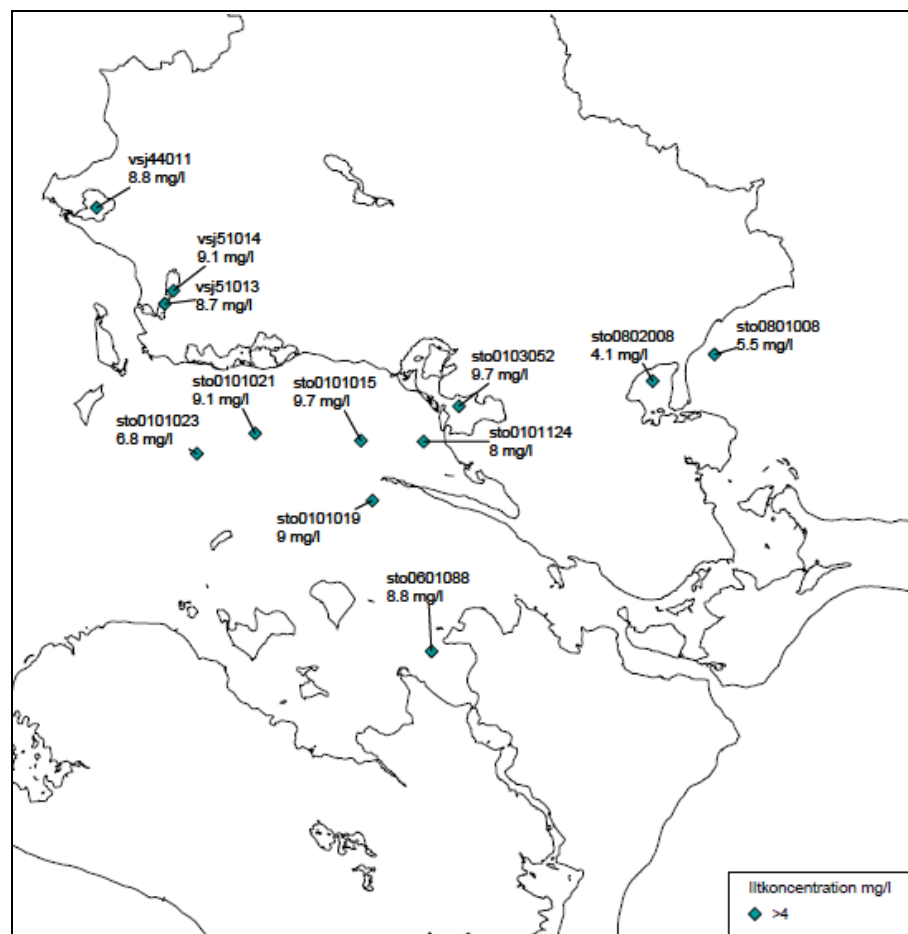 vsj44011
8.8 mg/l
vsj51014
9.1 mg/l
vsj51013
8.7 mg/l
sto0801008
5.5 mg/l
sto0802008
4.1 mg/l
sto0103052
9.7 mg/l
sto0101021
9.1 mg/l
sto0101015
9.7 mg/l
sto0101023
6.8 mg/l
sto0101124
8 mg/l
sto0101019
9 mg/l
sto0601088
8.8 mg/l
Iltkoncentration mg/l
>4